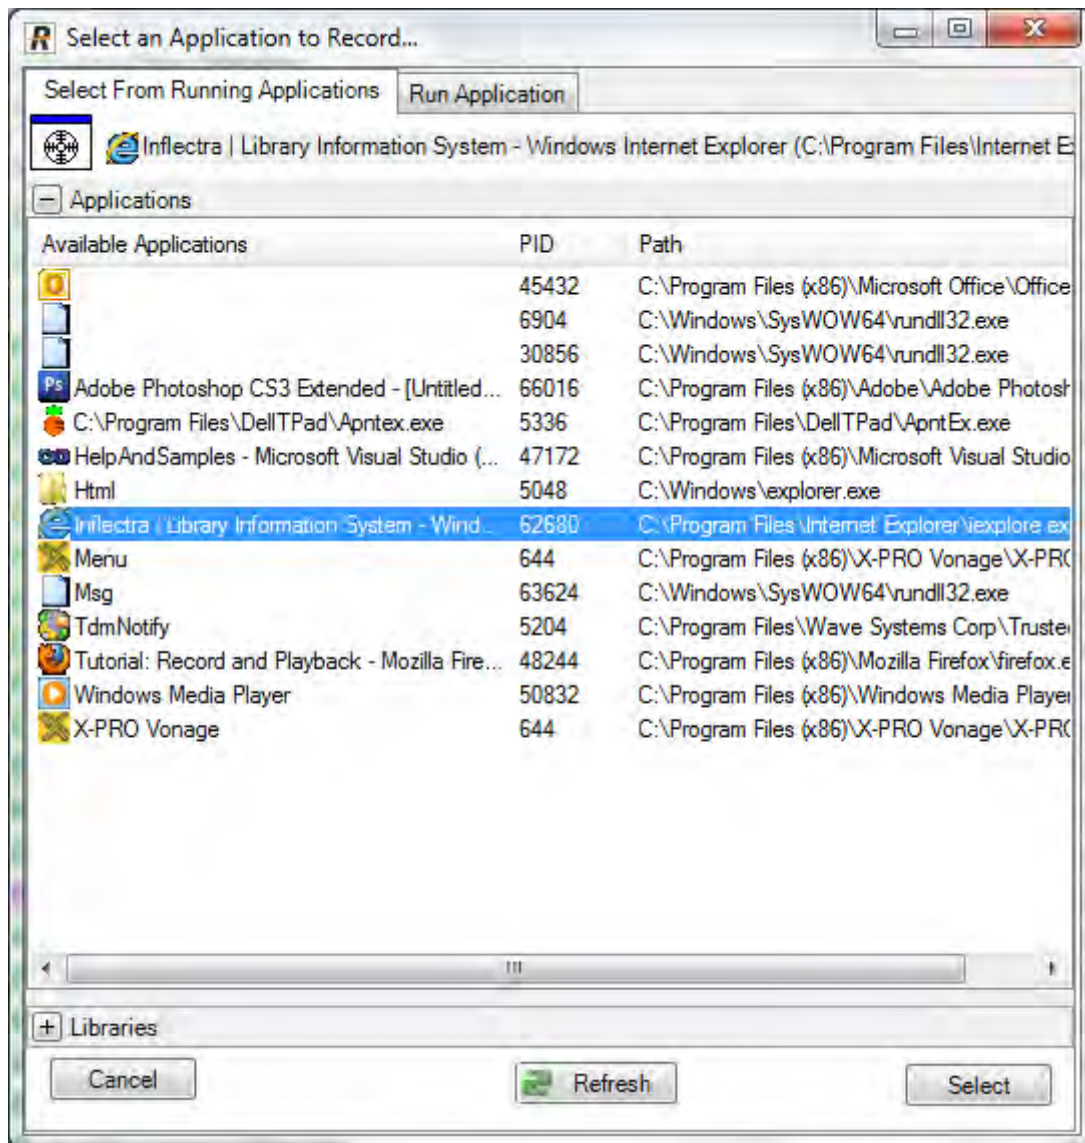 Select an Application to Record...
Select From Running Applications Run Application
Inflectra | Library Information System - Windows Internet Explorer (C:\Program Files\Internet E
Applications
Available Applications PID Path
45432 C:\Program Files (x86)\Microsoft Office\Office
6904 C:\Windows\SysWOW64\rundll32.exe
30856 C:\Windows\SysWOW64\rundll32.exe
Ps Adobe Photoshop CS3 Extended - [Untitled... 66016 C:\Program Files (x86)\Adobe\Adobe Photosh
C:\Program Files\DellTPad\Apntex.exe 5336 C:\Program Files\DellTPad\ApntEx.exe
HelpAndSamples - Microsoft Visual Studio (... 47172 C:\Program Files (x86)\Microsoft Visual Studio
Html 5048 C:\Windows\explorer.exe
Inflectra | Library Information System - Wind... 62680 C:\Program Files\Internet Explorer\iexplore.ex
Menu 644 C:\Program Files (x86)\X-PRO Vonage\X-PR(
Msg 63624 C:\Windows\SysWOW64\rundll32.exe
TdmNotify 5204 C:\Program Files\Wave Systems Corp\Truste
Tutorial: Record and Playback - Mozilla Fire... 48244 C:\Program Files (x86)\Mozilla Firefox\firefox.e
Windows Media Player 50832 C:\Program Files (x86)\Windows Media Player
X-PRO Vonage 644 C:\Program Files (x86)\X-PRO Vonage\X-PR(
Libraries
Cancel Refresh Select